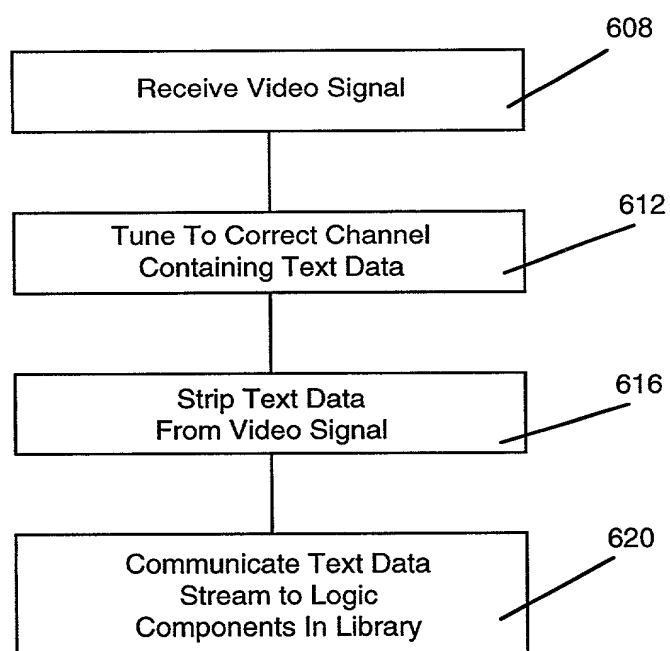 608
Receive Video Signal
612
Tune To Correct Channel
Containing Text Data
616
Strip Text Data
From Video Signal
620
Communicate Text Data
Stream to Logic
Components In Library